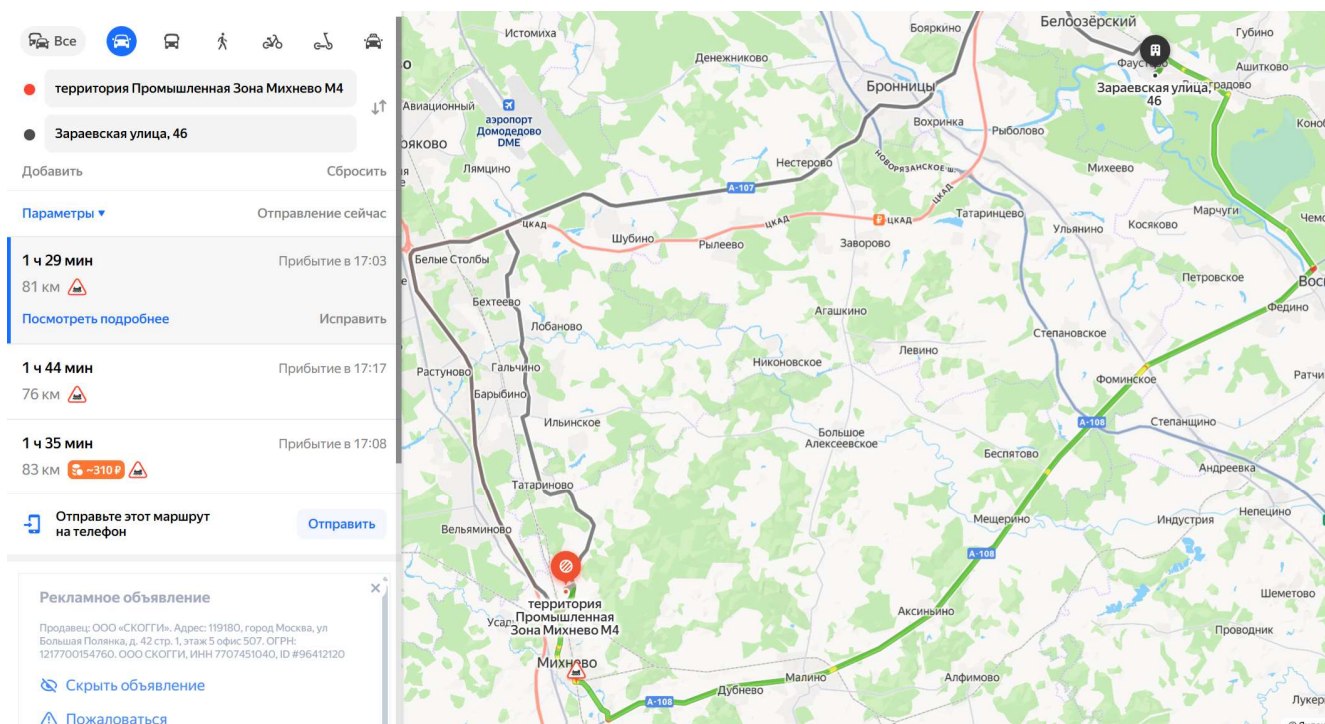 Все
территория Промышленная Зона Михнево М4
Зараевская улица, 46
Добавить
Сбросить
Параметры
Отправление сейчас
1 ч 29 мин
Прибытие в 17:03
81 км
Посмотреть подробнее
Исправить
1 ч 44 мин
Прибытие в 17:17
76 км
1 ч 35 мин
Прибытие в 17:08
83 км
~310 ₽
Отправьте этот маршрут
на телефон
Отправить
Рекламное объявление
Продавец: ООО «СКОГГИ». Адрес: 119180, город Москва, ул
Большая Полянка, д. 42 стр. 1, этаж 5 офис 507. ОГРН:
1217700154760. ООО СКОГГИ, ИНН 7707451040, ID #96412120
Скрыть объявление
Пожаловаться
Истомиха
Бояркино
Белоозёрский
Губино
Денежниково
Ашитково
Бронницы
Зараевская улица,
46
Авиационный
аэропорт
Домодедово
DME
Вохринка
Рыболово
Лямцино
Нестерово
НОВОРЯЗАНСКОЕ Ш.
Михеево
А-107
ЦКАД
ЦКАД
ЦКАД
ЦКАД
Татаринцево
Марчуги
Косяково
Ульянино
Шубино
Рылеево
Заворово
Белые Столбы
Петровское
Федино
Бехтеево
Лобаново
Агашкино
Степановское
Левино
Никоновское
Растуново
Гальчино
Фоминское
Барыбино
Ильинское
Большое
Алексеевское
А-108
Степанщино
Беспятово
Андреевка
Татариново
Вельяминово
Мещерино
Индустрия
Непецино
А-108
Шеметово
территория
Промышленная
Зона Михнево М4
Аксиньино
Проводник
Михнево
Малино
Алфимово
Дубнево
А-108